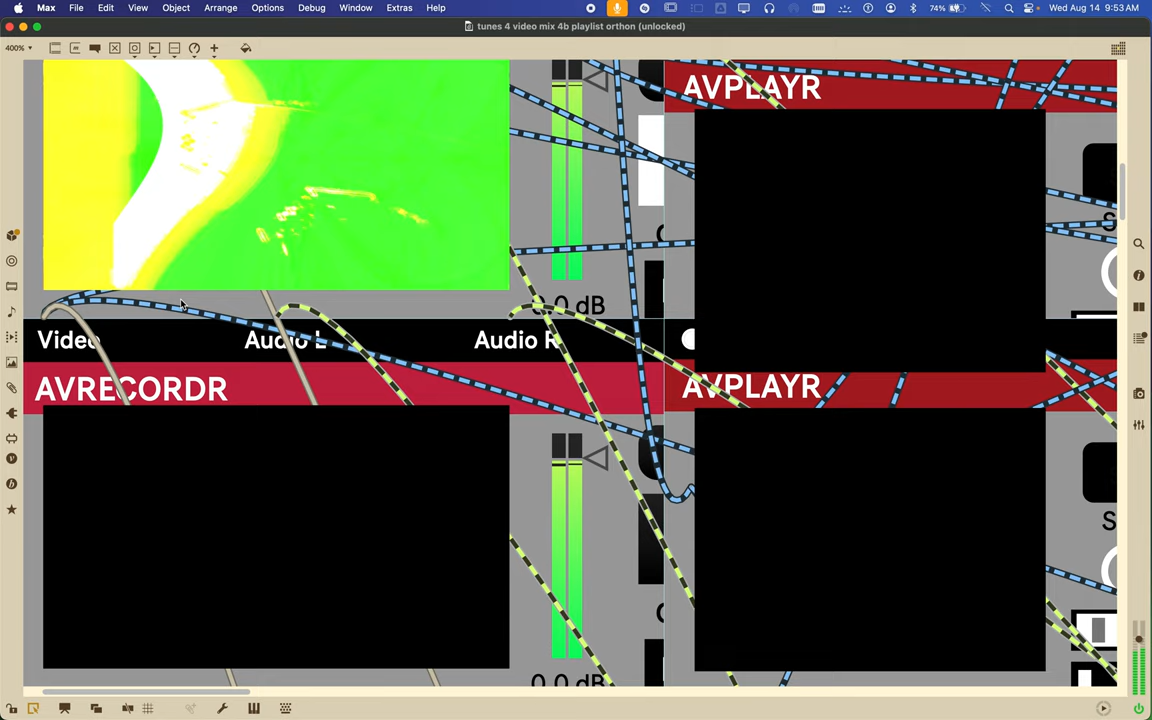 Max File Edit View Object Arrange Options Debug Window Extras Help 74% Wed Aug 14 9:53 AM
tunes 4 video mix 4b playlist orthon (unlocked)
400%
AVPLAYR
S
0.0 dB
Video Audio L Audio R
AVRECORDR
AVPLAYR
S
0.0 dB